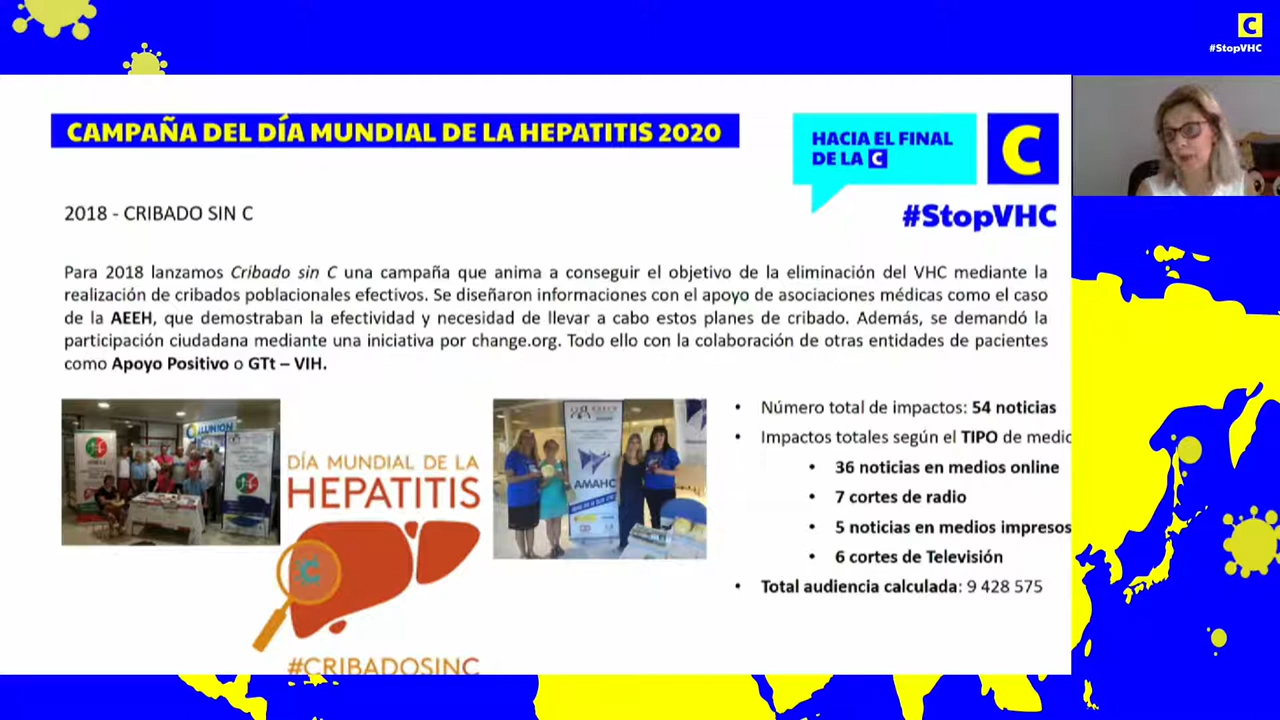 C
#StopVHC
CAMPAÑA DEL DÍA MUNDIAL DE LA HEPATITIS 2020
HACIA EL FINAL
DE LA C
C
#StopVHC
2018 - CRIBADO SIN C
Para 2018 lanzamos Cribado sin C una campaña que anima a conseguir el objetivo de la eliminación del VHC mediante la
realización de cribados poblacionales efectivos. Se diseñaron informaciones con el apoyo de asociaciones médicas como el caso
de la AEEH, que demostraban la efectividad y necesidad de llevar a cabo estos planes de cribado. Además, se demandó la
participación ciudadana mediante una iniciativa por change.org. Todo ello con la colaboración de otras entidades de pacientes
como Apoyo Positivo o GTt – VIH.
ILUNION
AMAHC
DÍA MUNDIAL DE LA
HEPATITIS
C
#CRIBADOSINC
• Número total de impactos: 54 noticias
• Impactos totales según el TIPO de medic
• 36 noticias en medios online
• 7 cortes de radio
• 5 noticias en medios impresos
• 6 cortes de Televisión
• Total audiencia calculada: 9 428 575